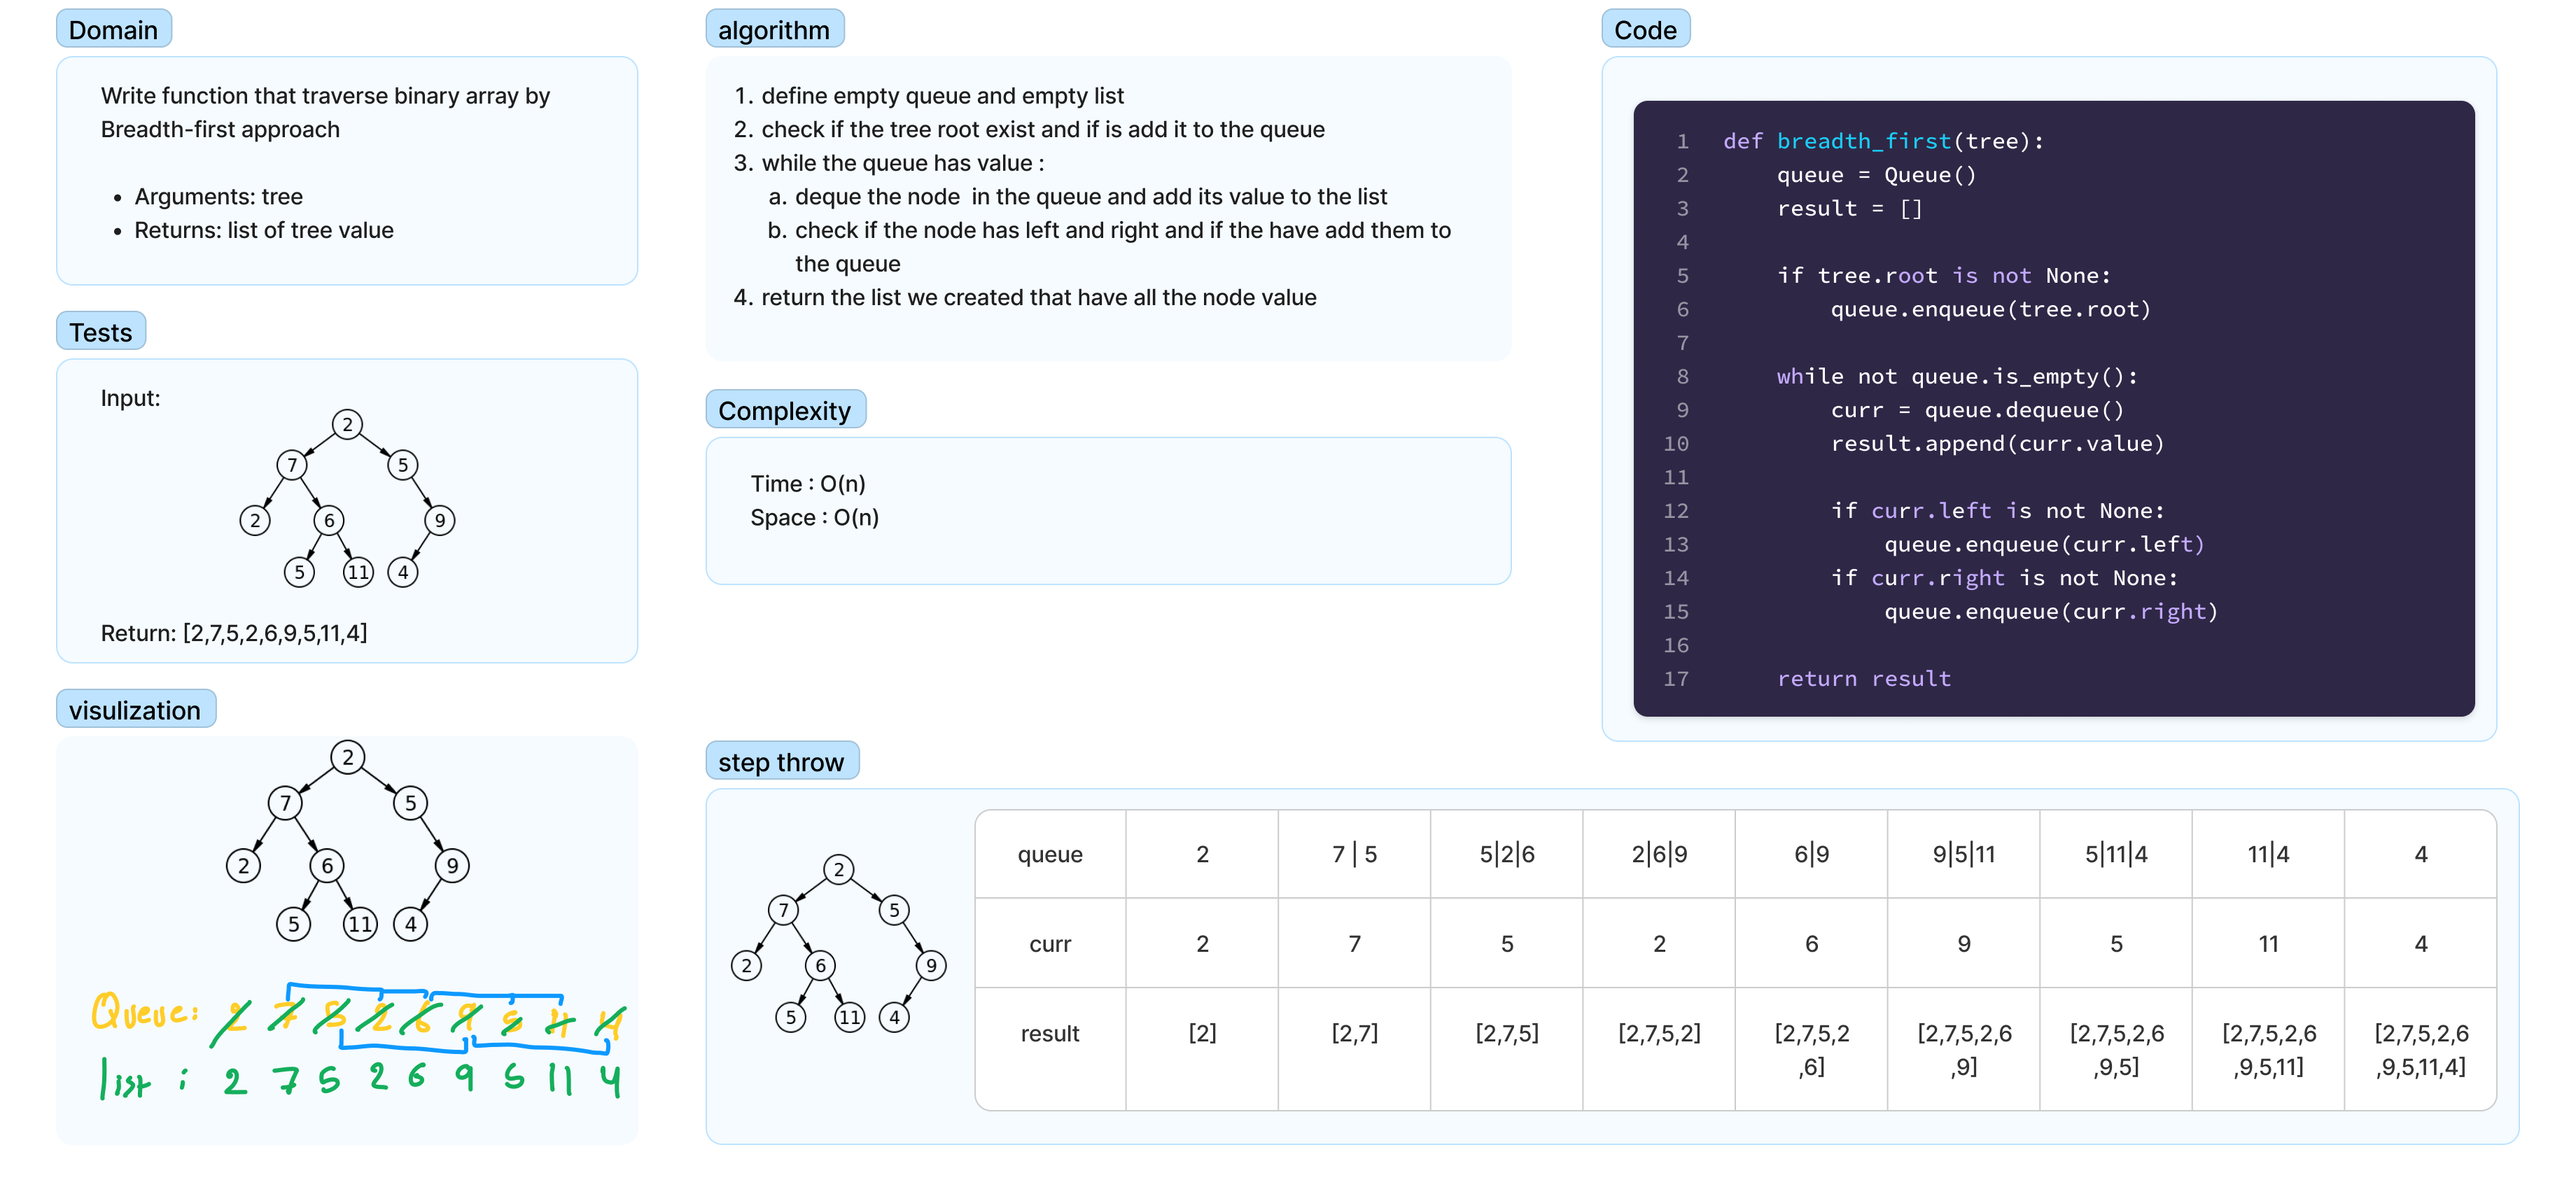 Domain
Write function that traverse binary array by
Breadth-first approach
• Arguments: tree
• Returns: list of tree value
Tests
Input:
2
7 5
2 6 9
5 11 4
Return: [2,7,5,2,6,9,5,11,4]
visulization
2
7 5
2 6 9
5 11 4
Queue: 2 7 5 2 6 9 5 11 4
list : 2 7 5 2 6 9 5 11 4
algorithm
1. define empty queue and empty list
2. check if the tree root exist and if is add it to the queue
3. while the queue has value :
a. deque the node in the queue and add its value to the list
b. check if the node has left and right and if the have add them to
the queue
4. return the list we created that have all the node value
Complexity
Time : O(n)
Space : O(n)
Code
1 def breadth_first(tree):
2 queue = Queue()
3 result = []
4
5 if tree.root is not None:
6 queue.enqueue(tree.root)
7
8 while not queue.is_empty():
9 curr = queue.dequeue()
10 result.append(curr.value)
11
12 if curr.left is not None:
13 queue.enqueue(curr.left)
14 if curr.right is not None:
15 queue.enqueue(curr.right)
16
17 return result
step throw
2
7 5
2 6 9
5 11 4
queue 2 7 | 5 5|2|6 2|6|9 6|9 9|5|11 5|11|4 11|4 4
curr 2 7 5 2 6 9 5 11 4
result [2] [2,7] [2,7,5] [2,7,5,2] [2,7,5,2 [2,7,5,2,6 [2,7,5,2,6 [2,7,5,2,6 [2,7,5,2,6
,6] ,9] ,9,5] ,9,5,11] ,9,5,11,4]